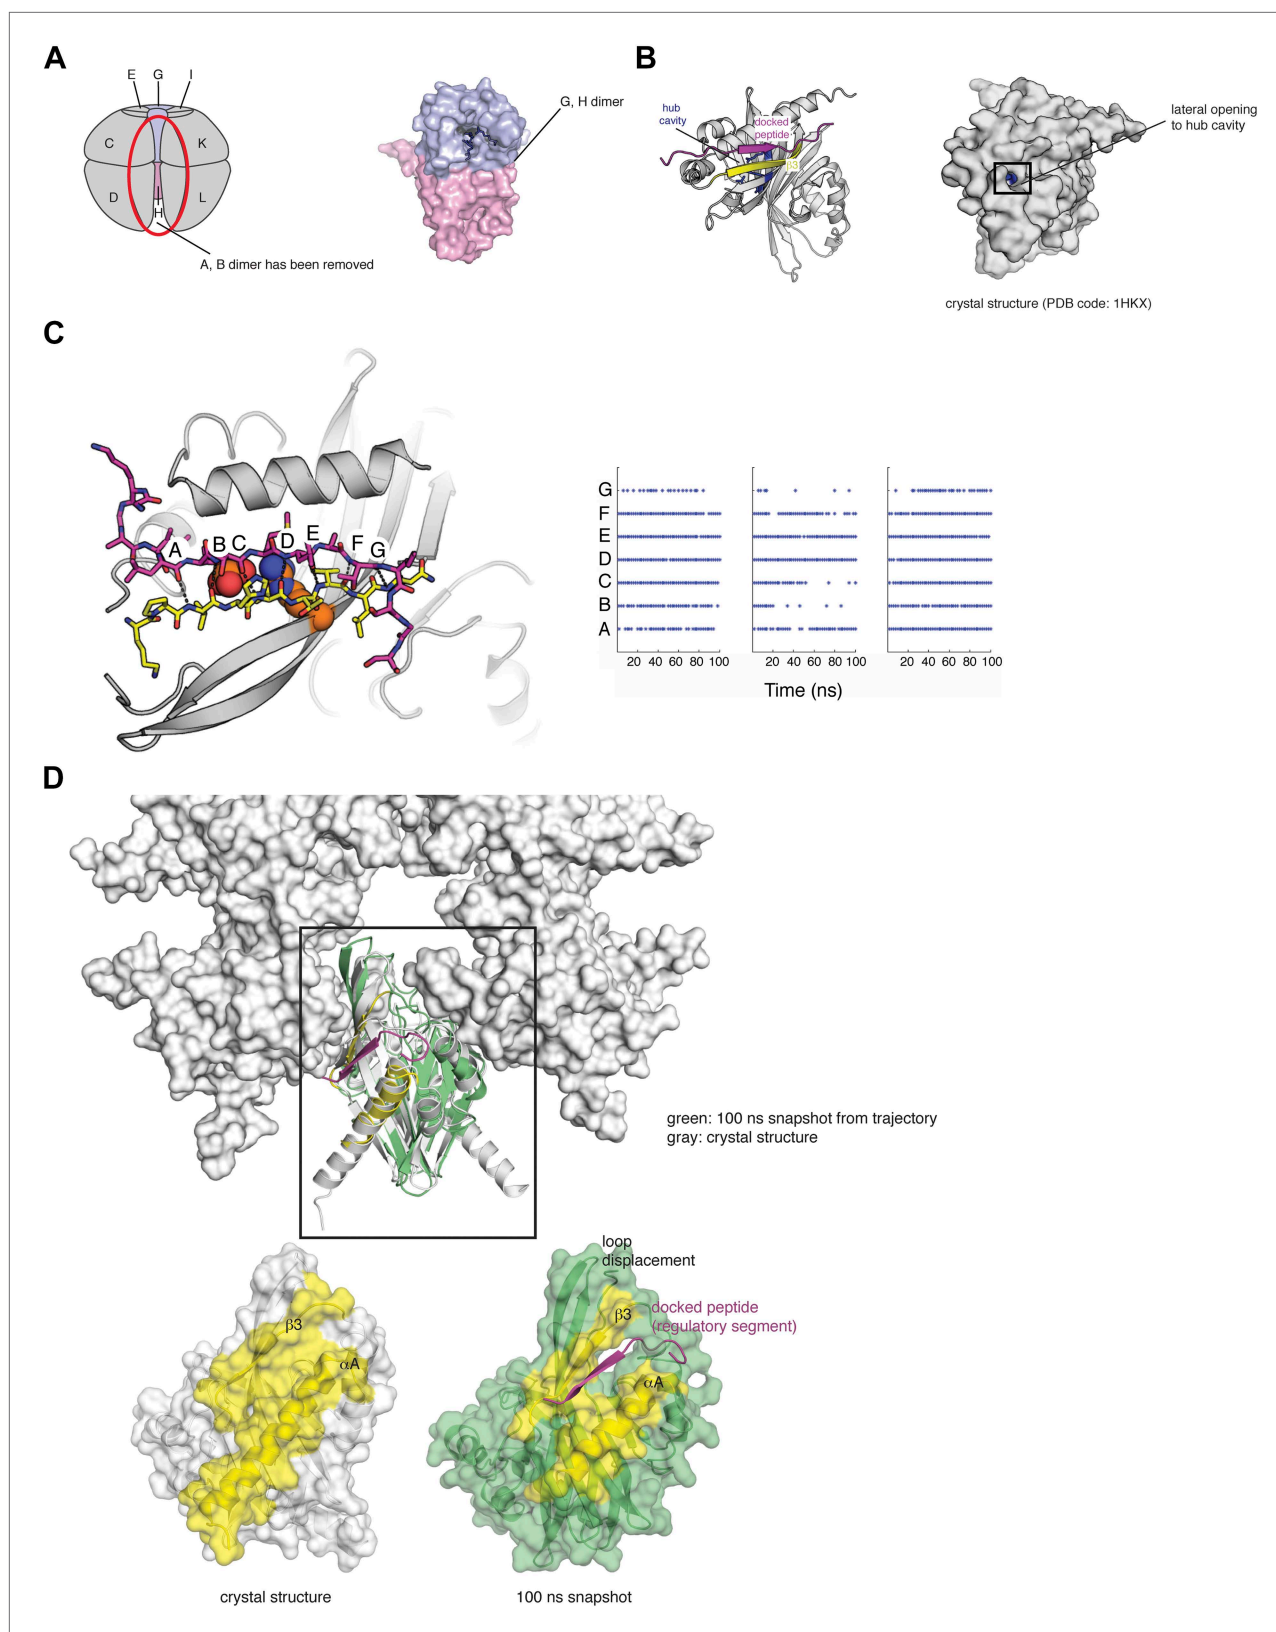 A
E G I
C K
D L
H
A, B dimer has been removed
G, H dimer
B
hub
cavity
docked
peptide
β3
lateral opening
to hub cavity
crystal structure (PDB code: 1HKX)
C
A B C D E F G
G
F
E
D
C
B
A
20 40 60 80 100 20 40 60 80 100 20 40 60 80 100
Time (ns)
D
green: 100 ns snapshot from trajectory
gray: crystal structure
loop
displacement
β3
αA
β3
docked peptide
(regulatory segment)
αA
crystal structure
100 ns snapshot